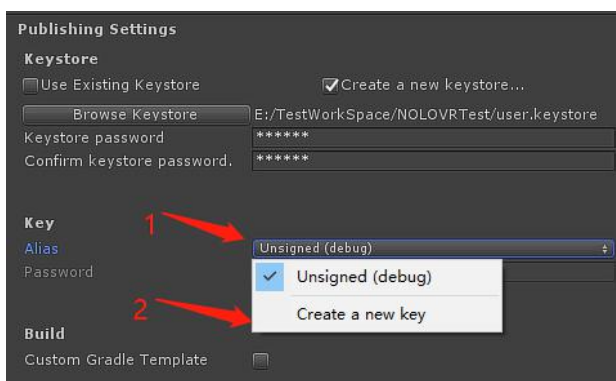 Publishing Settings
Keystore
Use Existing Keystore Create a new keystore...
Browse Keystore E:/TestWorkSpace/NOLOVRTest/user.keystore
Keystore password ******
Confirm keystore password. ******
Key
1
Alias Unsigned (debug)
Password Unsigned (debug)
2 Create a new key
Build
Custom Gradle Template